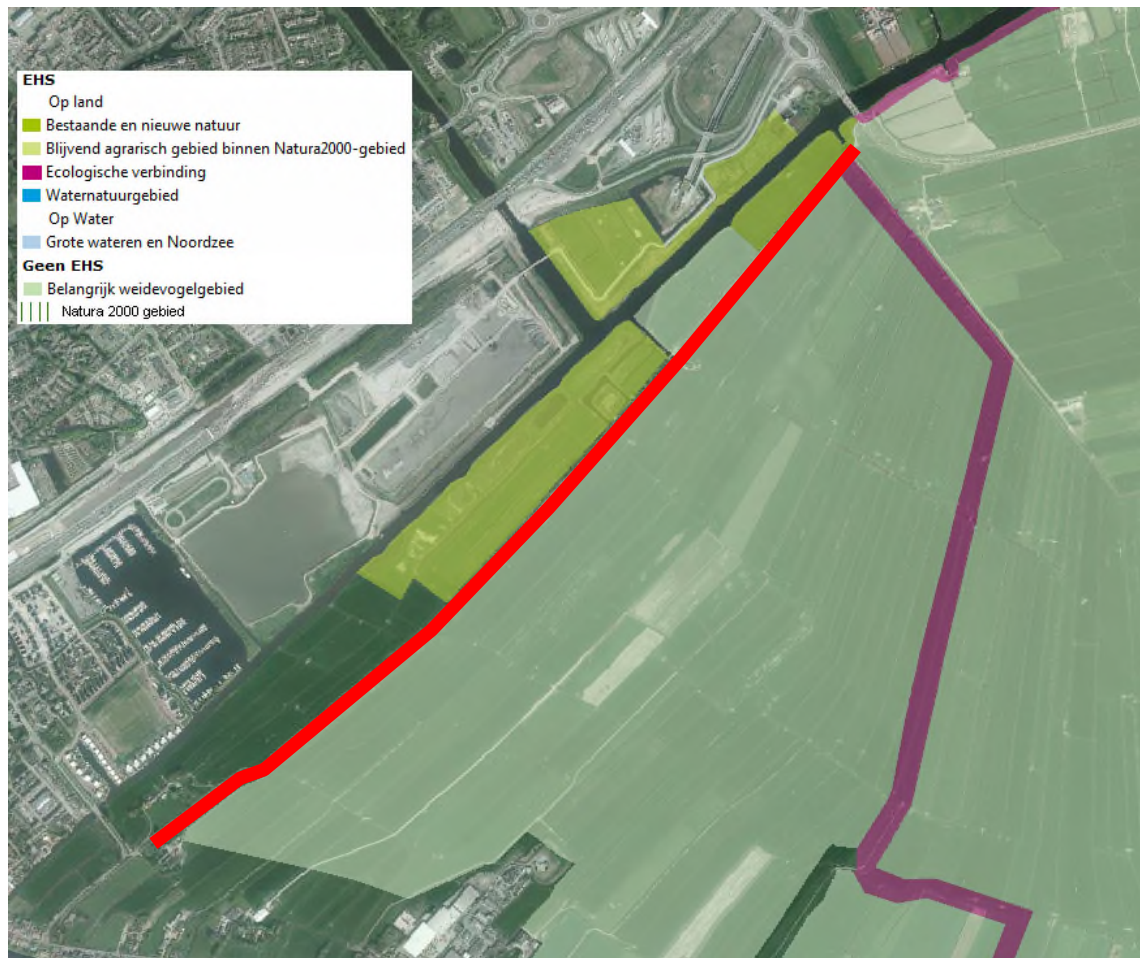 EHS
Op land
Bestaande en nieuwe natuur
Blijvend agrarisch gebied binnen Natura2000-gebied
Ecologische verbinding
Waternatuurgebied
Op Water
Grote wateren en Noordzee
Geen EHS
Belangrijk weidevogelgebied
Natura 2000 gebied